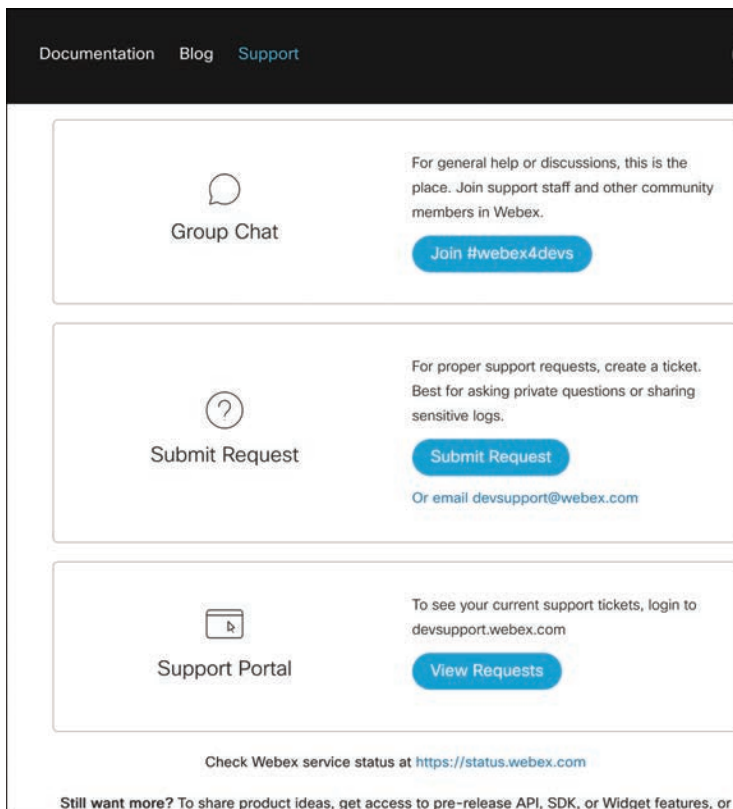 Documentation Blog Support
For general help or discussions, this is the
place. Join support staff and other community
members in Webex.
Group Chat
Join #webex4devs
For proper support requests, create a ticket.
Best for asking private questions or sharing
sensitive logs.
Submit Request
Submit Request
Or email devsupport@webex.com
To see your current support tickets, login to
devsupport.webex.com
Support Portal
View Requests
Check Webex service status at https://status.webex.com
Still want more? To share product ideas, get access to pre-release API, SDK, or Widget features, or